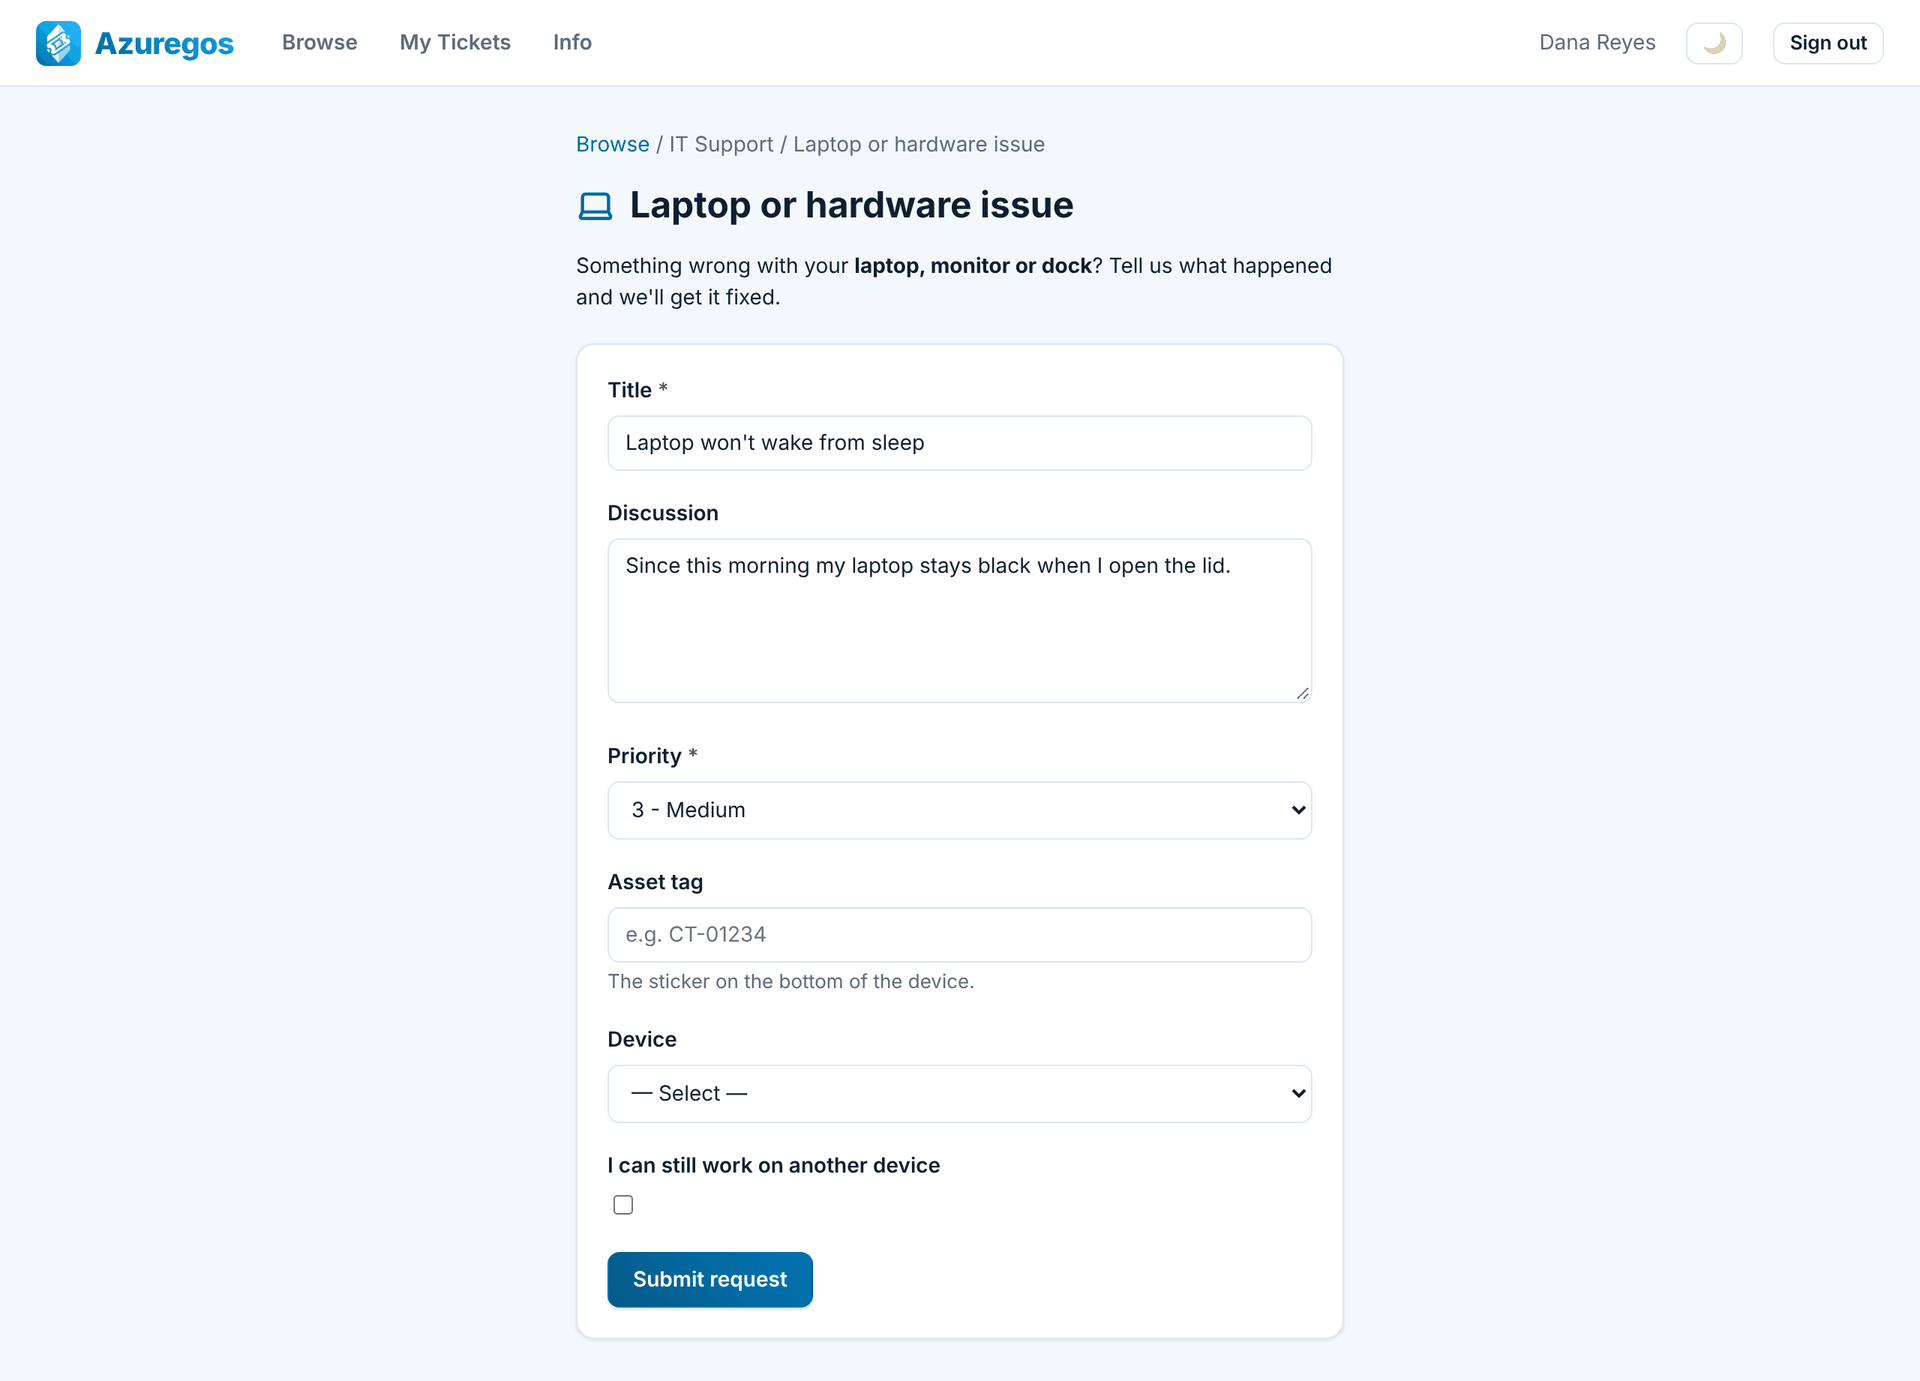 Azuregos
Browse
My Tickets
Info
Dana Reyes
Sign out
Browse / IT Support / Laptop or hardware issue
Laptop or hardware issue
Something wrong with your laptop, monitor or dock? Tell us what happened
and we'll get it fixed.
Title *
Laptop won't wake from sleep
Discussion
Since this morning my laptop stays black when I open the lid.
Priority *
3 - Medium
Asset tag
e.g. CT-01234
The sticker on the bottom of the device.
Device
— Select —
I can still work on another device
Submit request